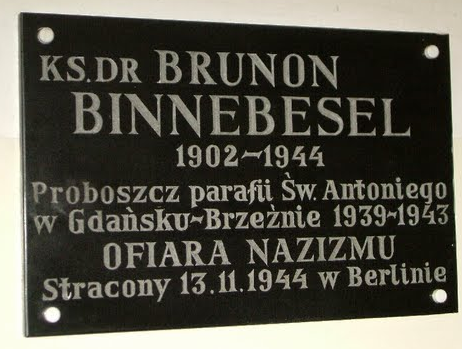 KS. DR BRUNON
BINNEBESEL
1902~1944
Proboszcz parafii Św. Antoniego
w Gdańsku-Brzeźnie 1939-1943
OFIARA NAZIZMU
Stracony 13.11.1944 w Berlinie